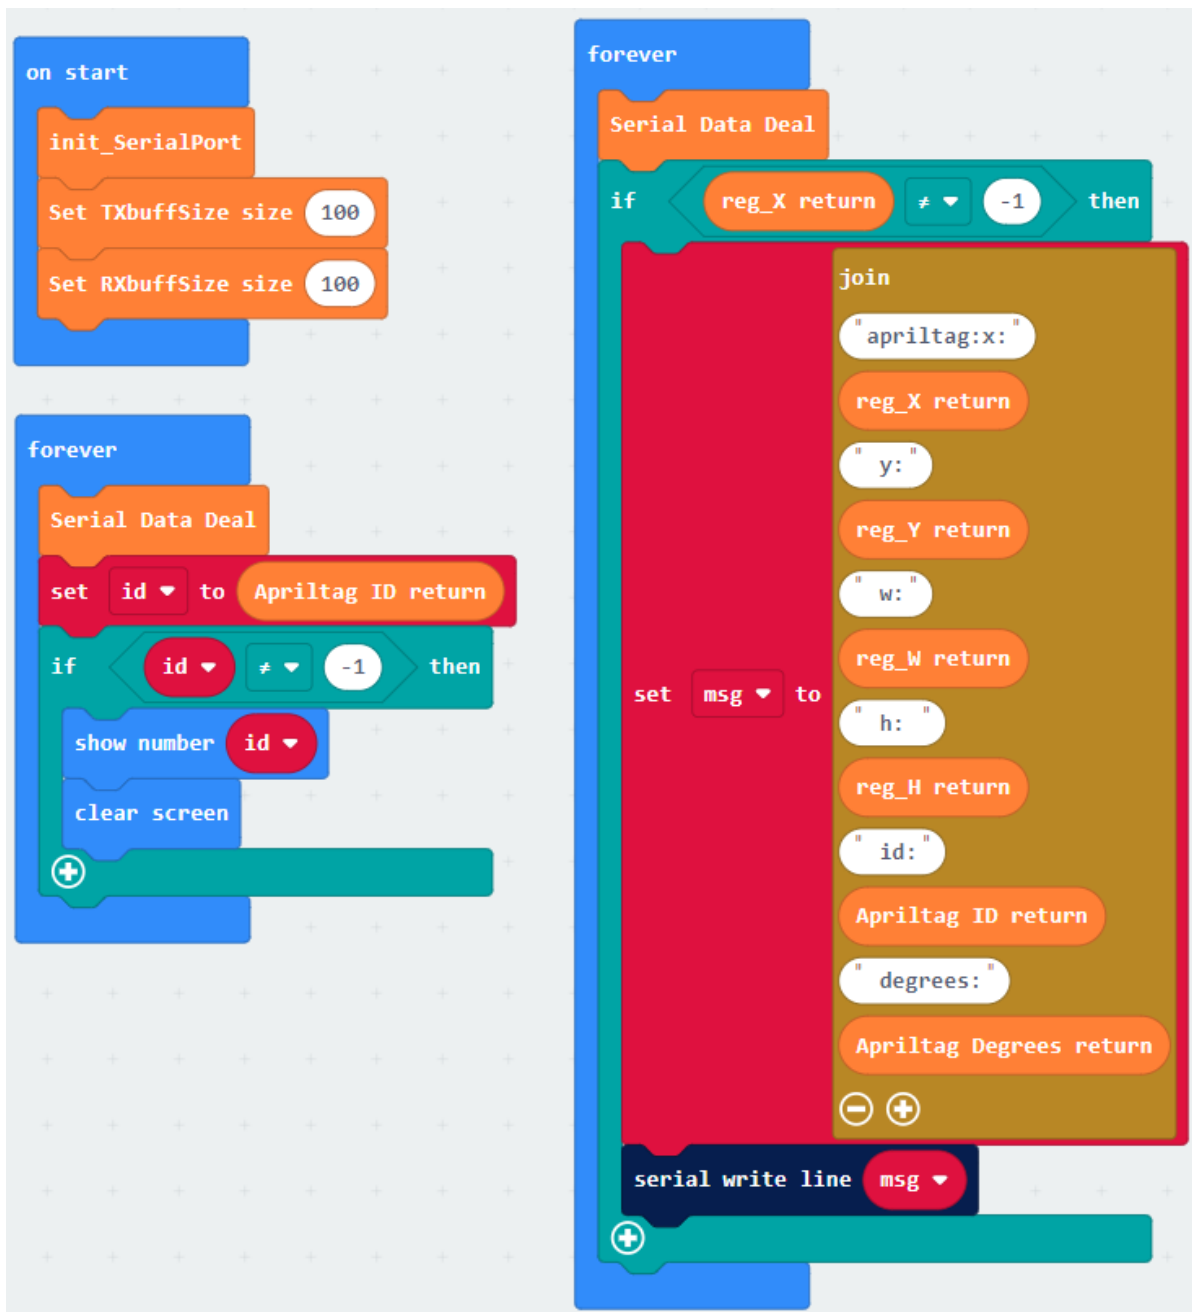 on start
init_SerialPort
Set TXbuffSize size 100
Set RXbuffSize size 100
forever
Serial Data Deal
set id to Apriltag ID return
if id ≠ -1 then
show number id
clear screen
forever
Serial Data Deal
if reg_X return ≠ -1 then
set msg to
join
"apriltag:x:"
reg_X return
" y:"
reg_Y return
" w:"
reg_W return
" h: "
reg_H return
" id:"
Apriltag ID return
" degrees:"
Apriltag Degrees return
serial write line msg